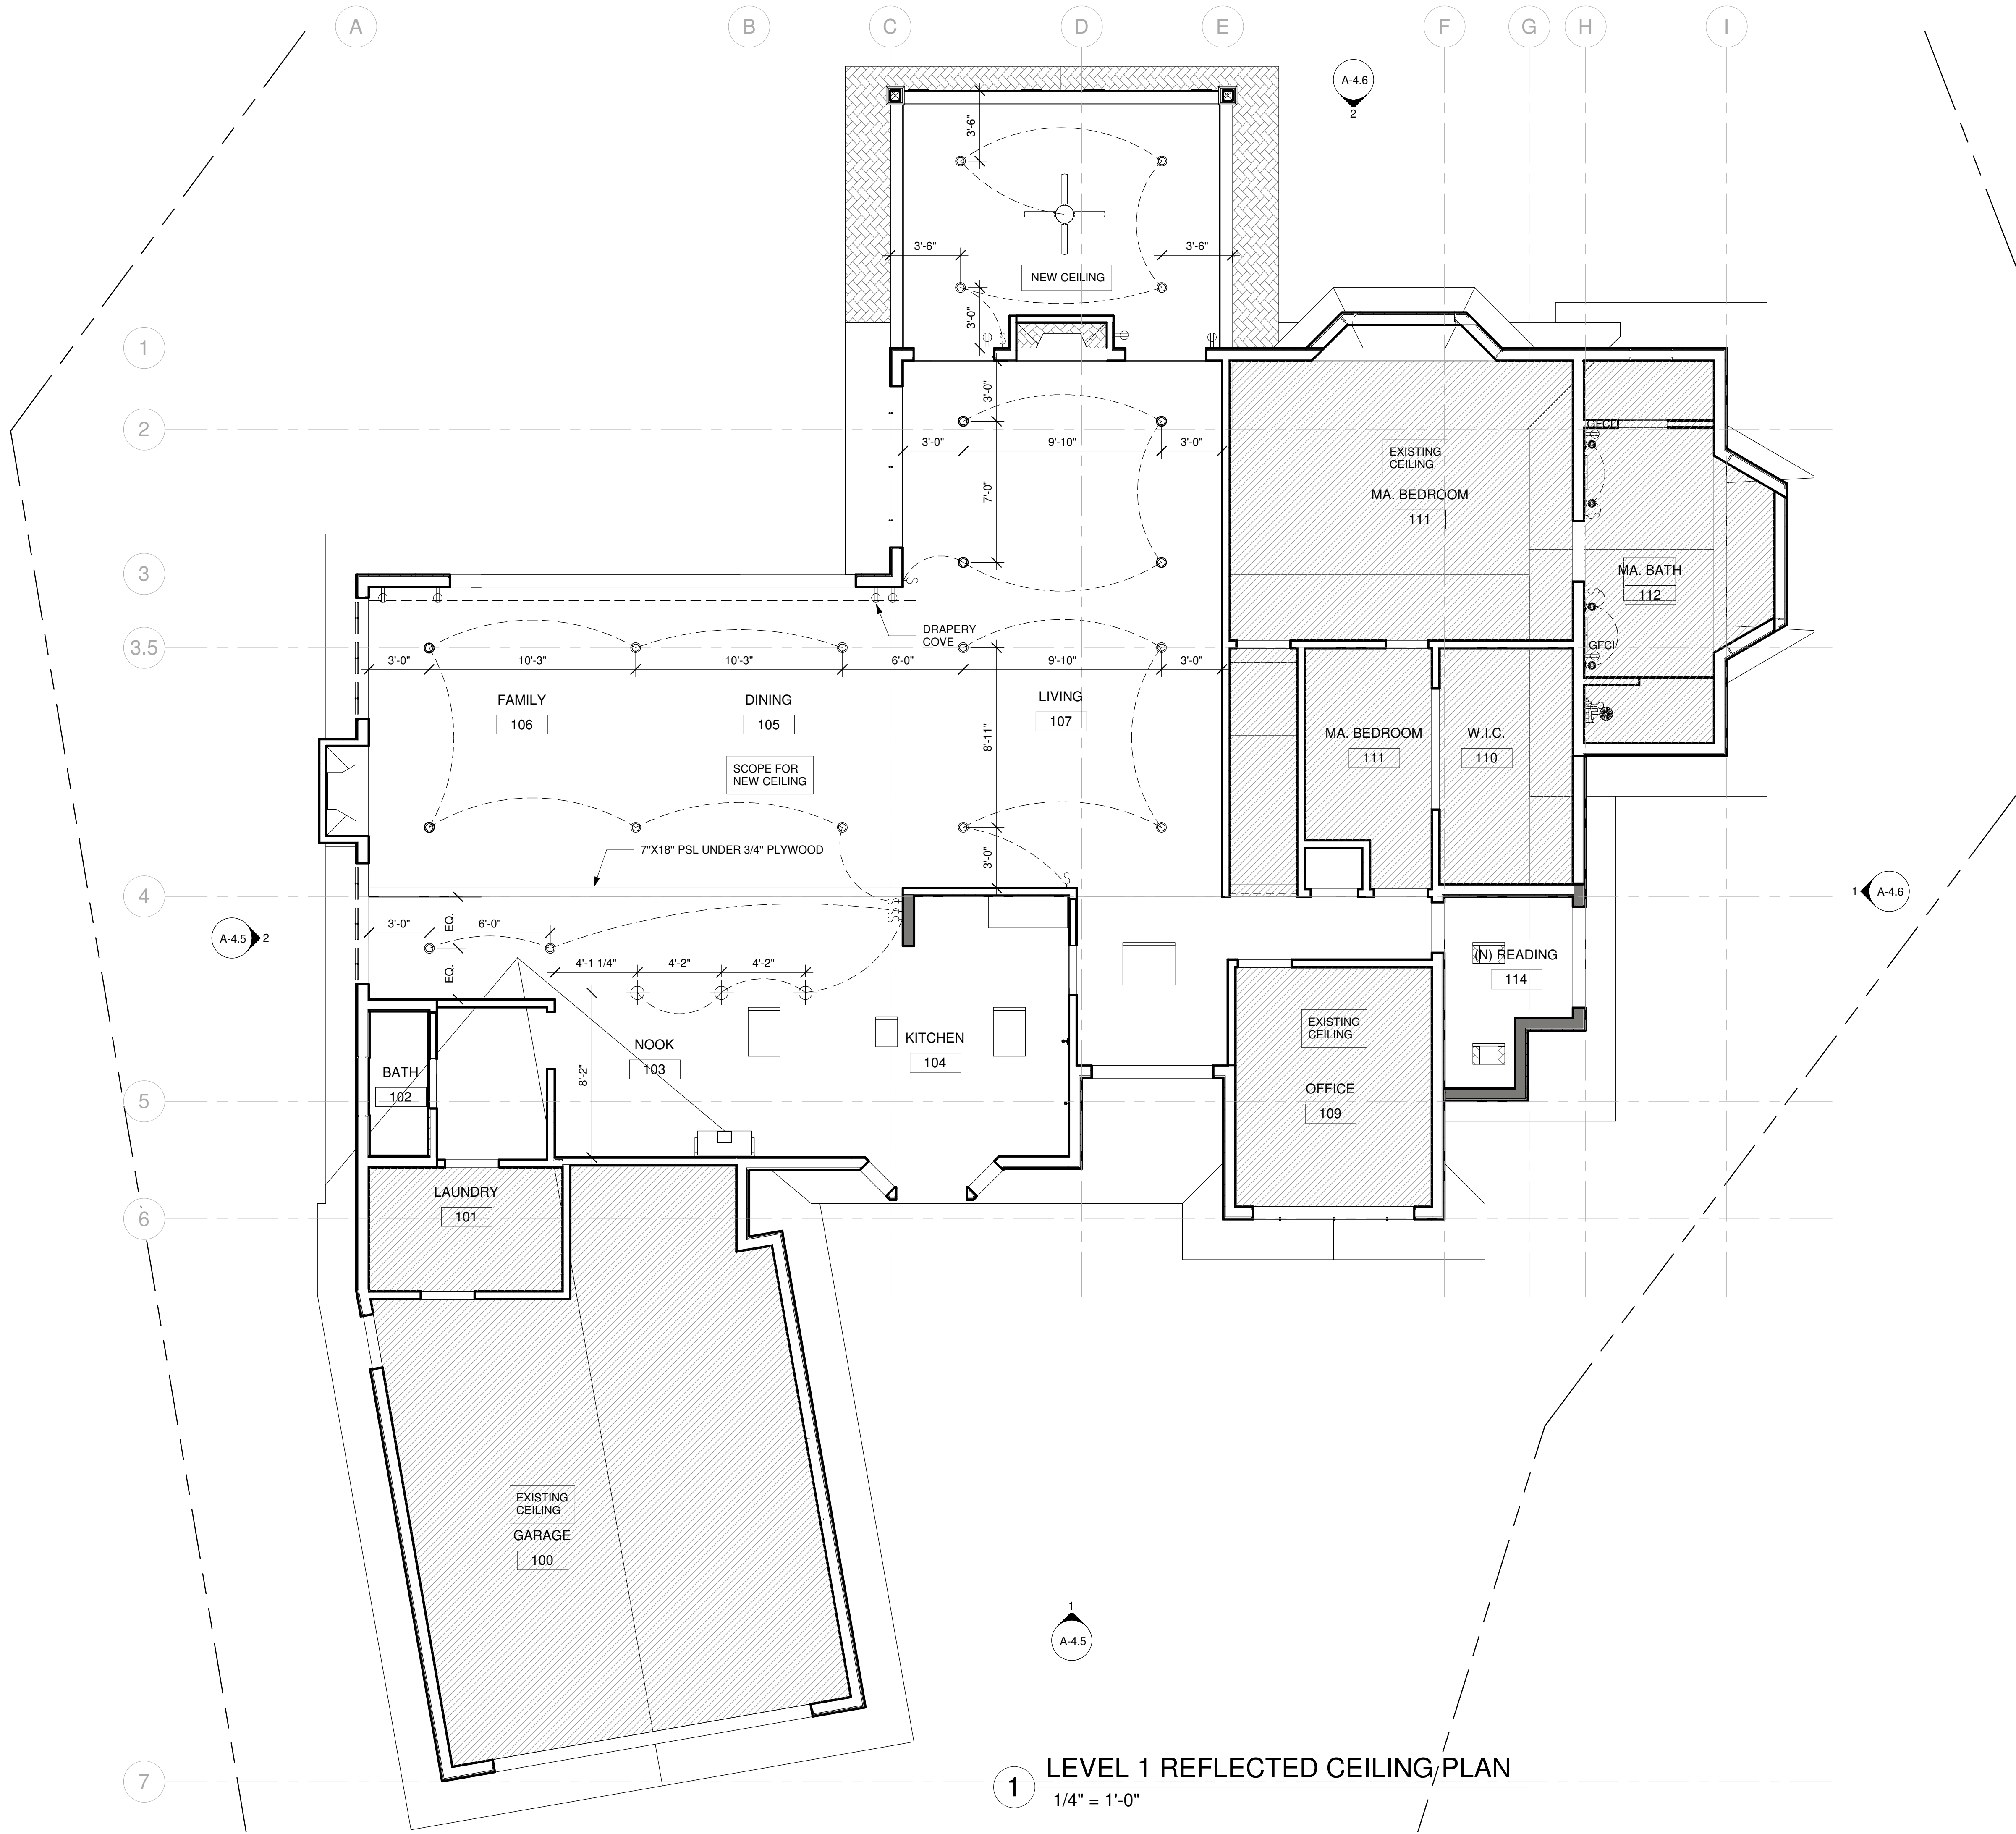 A
B
C
D
E
F
G
H
I
A-4.6
2
3'-6"
3'-6"
3'-6"
NEW CEILING
3'-0"
1
3'-0"
2
GFCI
3'-0"
9'-10"
3'-0"
EXISTING
CEILING
MA. BEDROOM
111
7'-0"
3
MA. BATH
112
DRAPERY
COVE
3.5
GFCI
3'-0"
10'-3"
10'-3"
6'-0"
9'-10"
3'-0"
FAMILY
106
DINING
105
LIVING
107
8'-11"
MA. BEDROOM
111
W.I.C.
110
SCOPE FOR
NEW CEILING
7"X18" PSL UNDER 3/4" PLYWOOD
3'-0"
4
1
A-4.6
A-4.5
2
3'-0"
EQ.
6'-0"
EQ.
4'-1 1/4"
4'-2"
4'-2"
(N) READING
114
EXISTING
CEILING
NOOK
103
KITCHEN
104
8'-2"
BATH
102
OFFICE
109
5
LAUNDRY
101
6
EXISTING
CEILING
GARAGE
100
1
A-4.5
7
1
LEVEL 1 REFLECTED CEILING PLAN
1/4" = 1'-0"